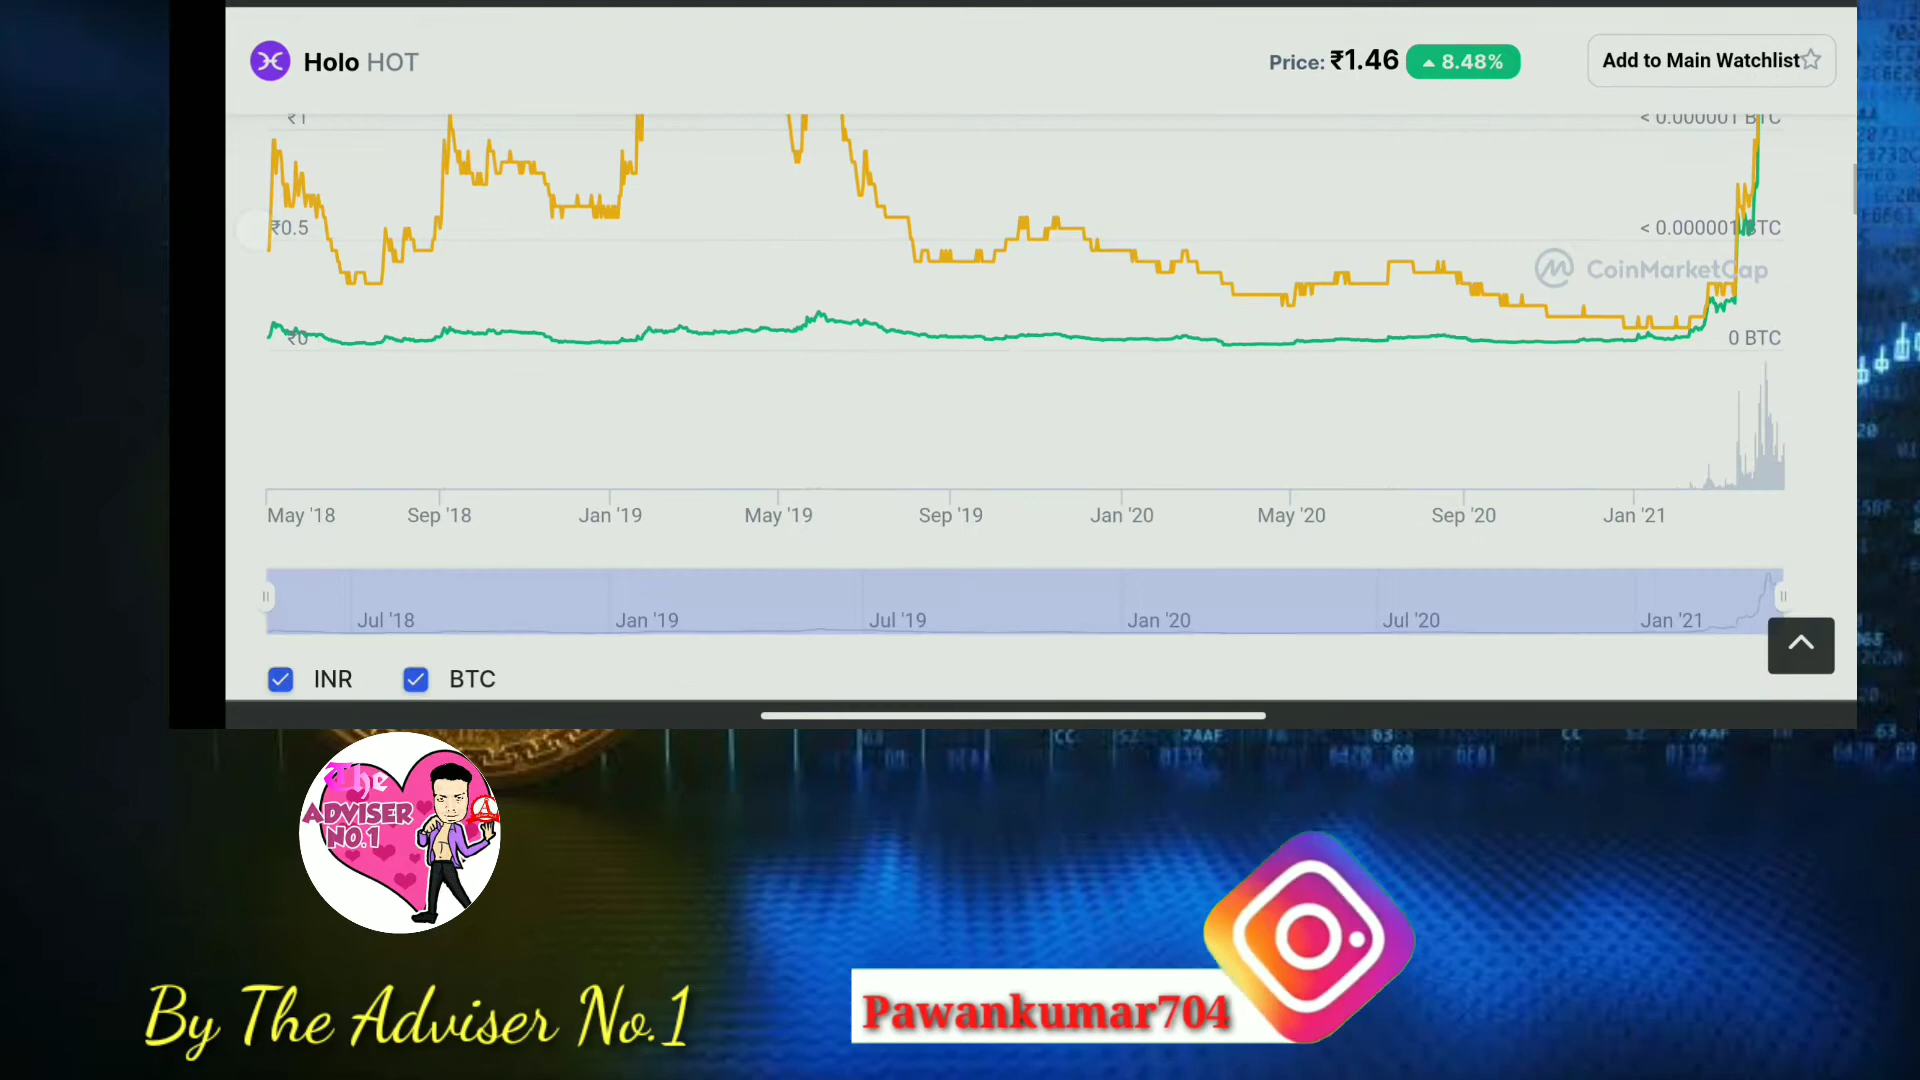 Holo HOT
Price: ₹1.46 ▲ 8.48%
Add to Main Watchlist
₹1
< 0.000001 BTC
₹0.5
< 0.000001 BTC
CoinMarketCap
₹0
0 BTC
May '18 Sep '18 Jan '19 May '19 Sep '19 Jan '20 May '20 Sep '20 Jan '21
Jul '18 Jan '19 Jul '19 Jan '20 Jul '20 Jan '21
INR BTC
The
ADVISER
NO.1
By The Adviser No.1
Pawankumar704